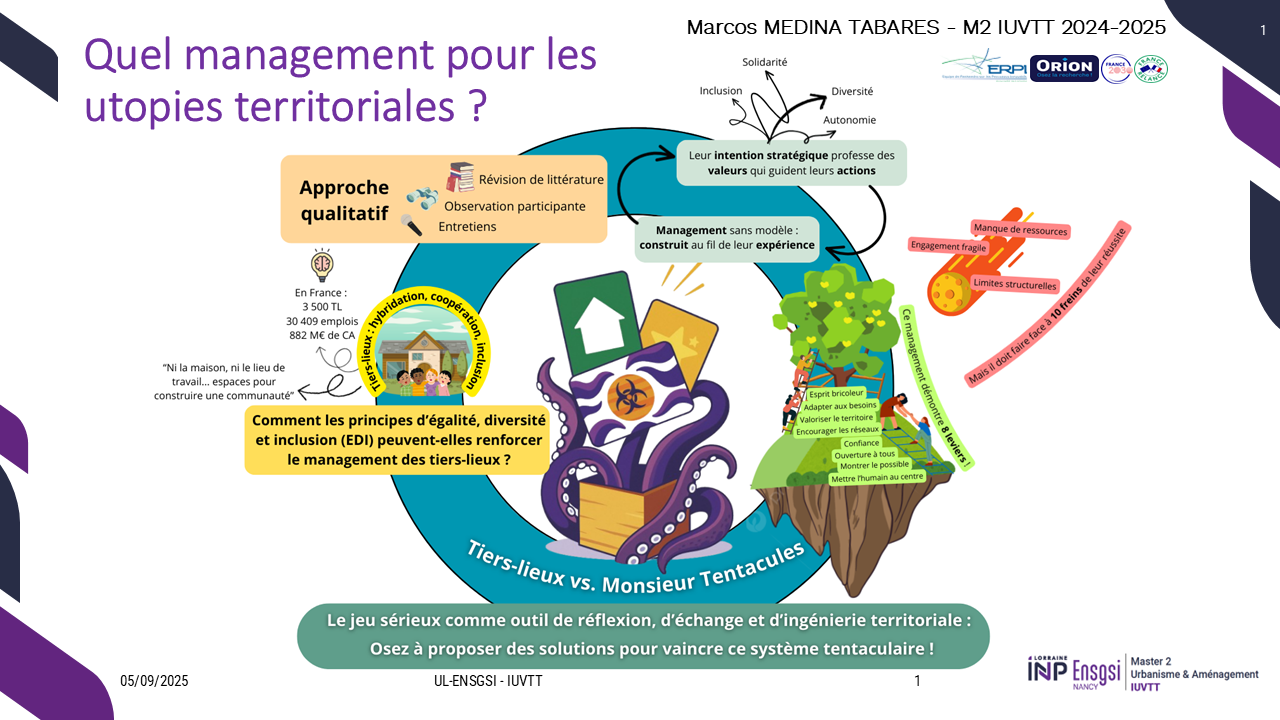 Marcos MEDINA TABARES - M2 IUVTT 2024-2025
1
Quel management pour les
utopies territoriales ?
ERPI
ORION
Osez la recherche !
FRANCE
2030
FRANCE
RELANCE
Solidarité
Inclusion
Diversité
Autonomie
Leur intention stratégique professe des
valeurs qui guident leurs actions
Approche
qualitatif
Révision de littérature
Observation participante
Entretiens
Management sans modèle :
construit au fil de leur expérience
Manque de ressources
Engagement fragile
Limites structurelles
Mais il doit faire face à 10 freins de leur réussite
En France :
3 500 TL
30 409 emplois
882 M€ de CA
Tiers-lieux : hybridation, coopération, inclusion
“Ni la maison, ni le lieu de
travail... espaces pour
construire une communauté”
Comment les principes d’égalité, diversité
et inclusion (EDI) peuvent-elles renforcer
le management des tiers-lieux ?
Ce management démontre 8 leviers !
Esprit bricoleur
Adapter aux besoins
Valoriser le territoire
Encourager les réseaux
Confiance
Ouverture à tous
Montrer le possible
Mettre l’humain au centre
Tiers-lieux vs. Monsieur Tentacules
Le jeu sérieux comme outil de réflexion, d’échange et d’ingénierie territoriale :
Osez à proposer des solutions pour vaincre ce système tentaculaire !
05/09/2025
UL-ENSGSI - IUVTT
1
LORRAINE
INP
NANCY
Ensgsi
Master 2
Urbanisme & Aménagement
IUVTT